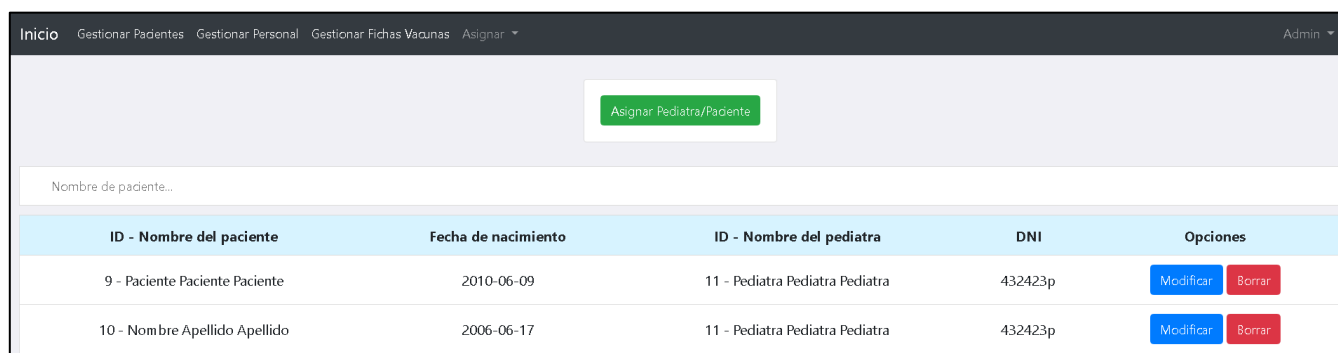 Inicio Gestionar Pacientes Gestionar Personal Gestionar Fichas Vacunas Asignar Admin
Asignar Pediatra/Paciente
Nombre de paciente...
ID - Nombre del paciente Fecha de nacimiento ID - Nombre del pediatra DNI Opciones
9 - Paciente Paciente Paciente 2010-06-09 11 - Pediatra Pediatra Pediatra 432423p Modificar Borrar
10 - Nombre Apellido Apellido 2006-06-17 11 - Pediatra Pediatra Pediatra 432423p Modificar Borrar